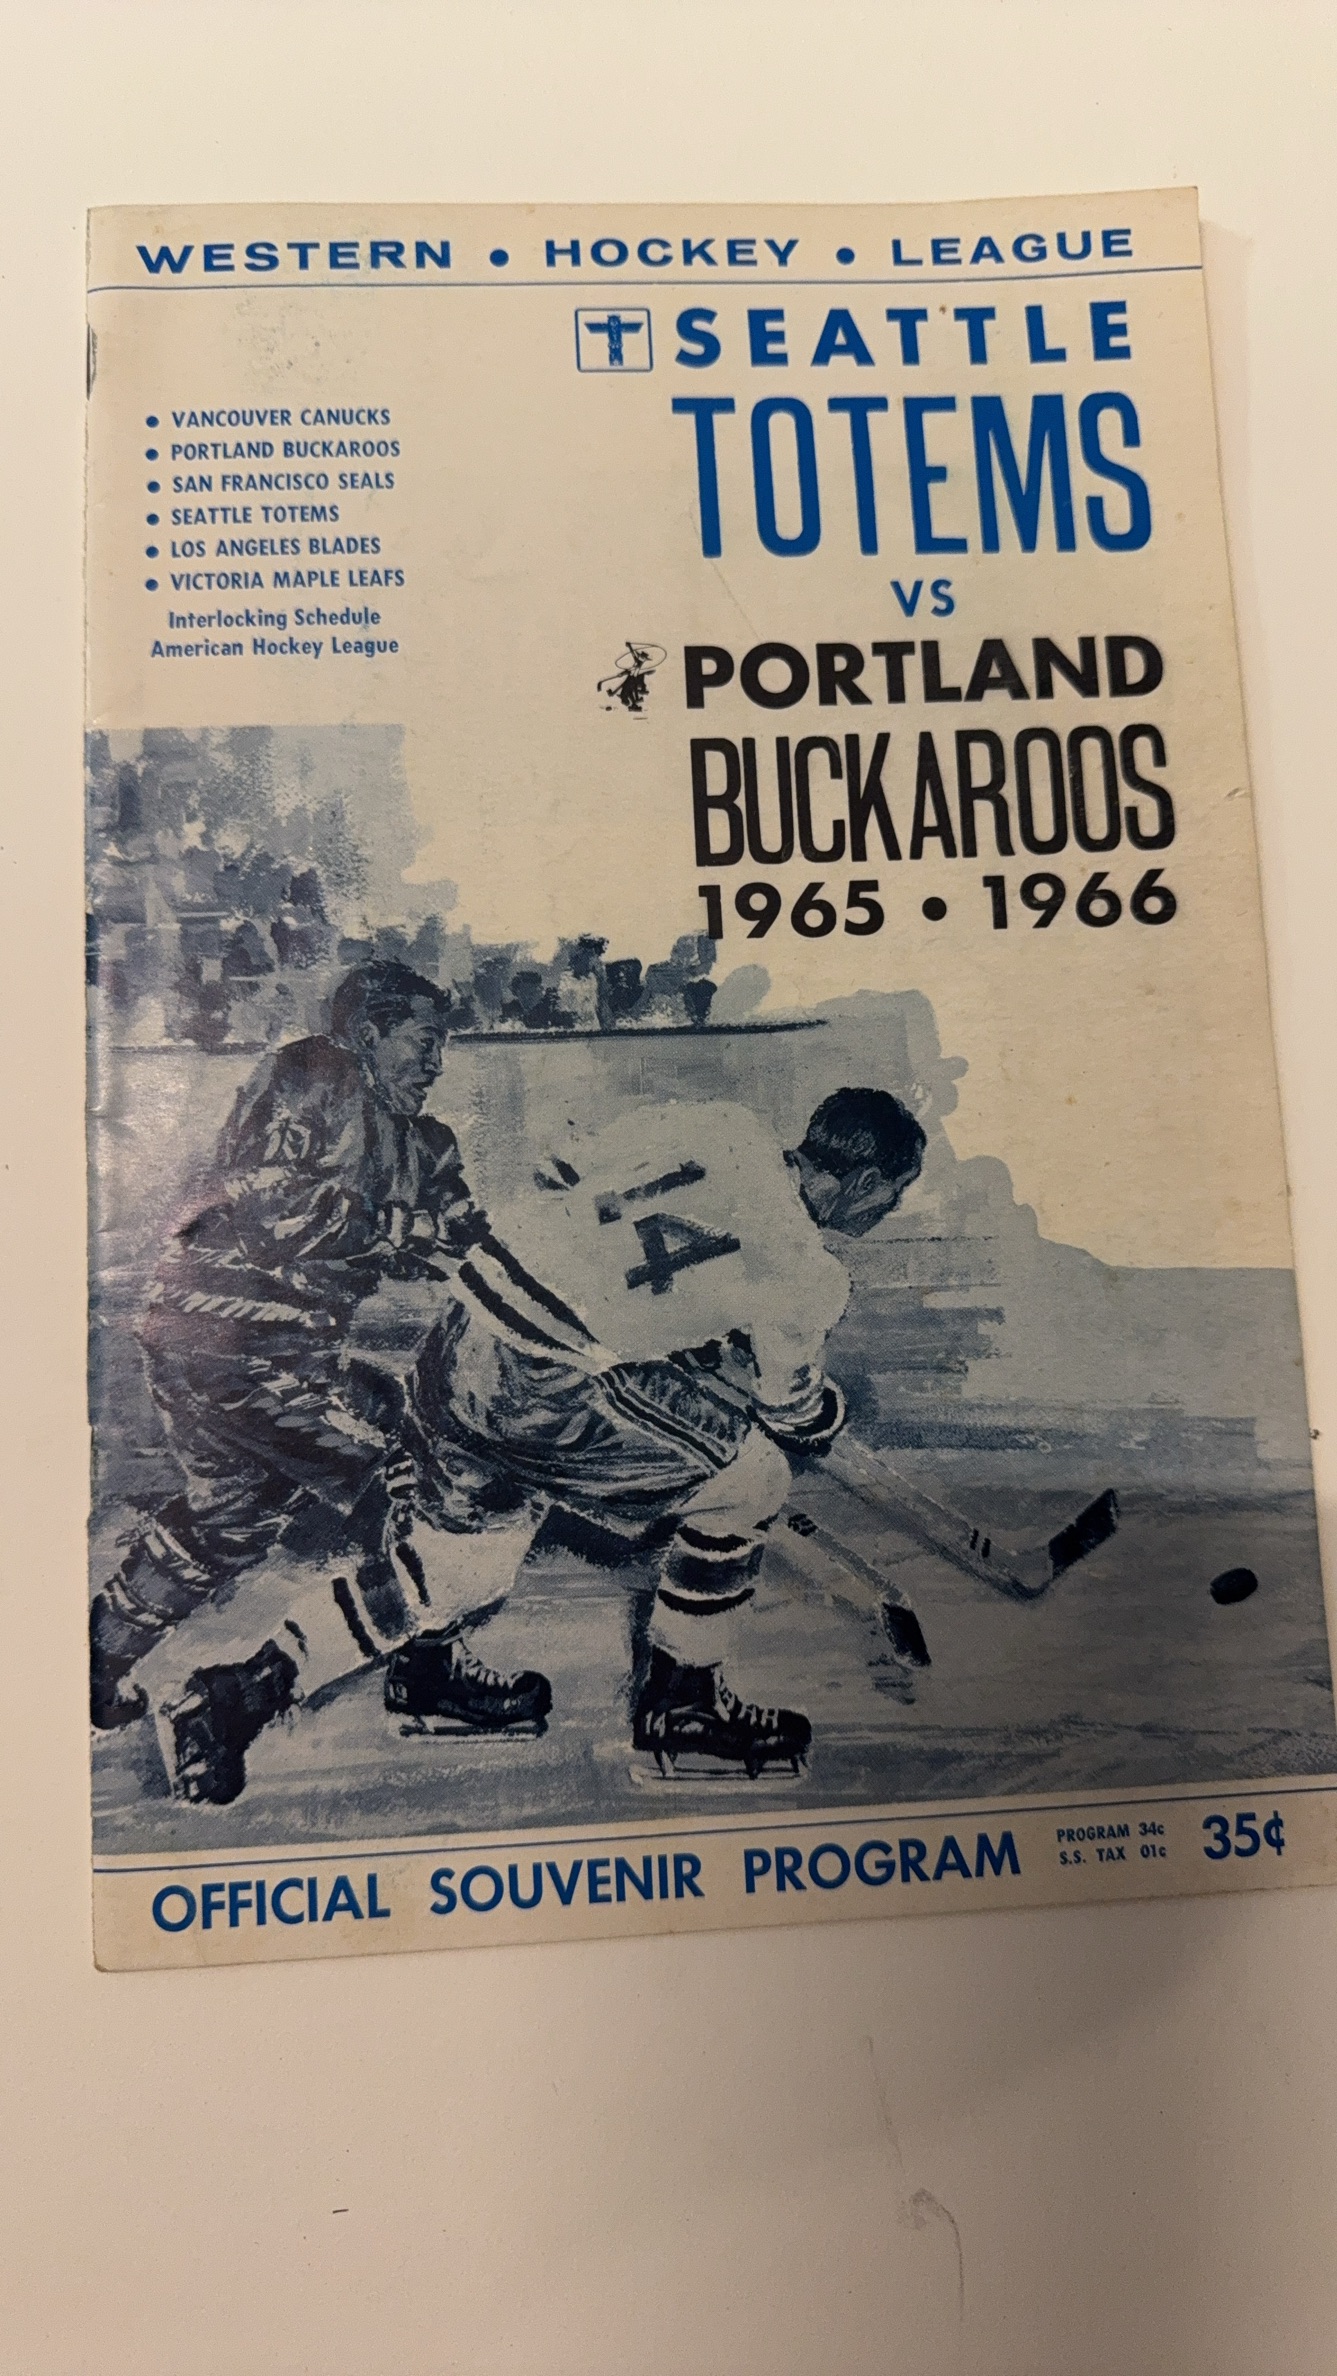 WESTERN • HOCKEY • LEAGUE
SEATTLE
TOTEMS
VS
PORTLAND
BUCKAROOS
1965 • 1966
• VANCOUVER CANUCKS
• PORTLAND BUCKAROOS
• SAN FRANCISCO SEALS
• SEATTLE TOTEMS
• LOS ANGELES BLADES
• VICTORIA MAPLE LEAFS
Interlocking Schedule
American Hockey League
14
OFFICIAL SOUVENIR PROGRAM
PROGRAM 34c
S.S. TAX 01c
35¢